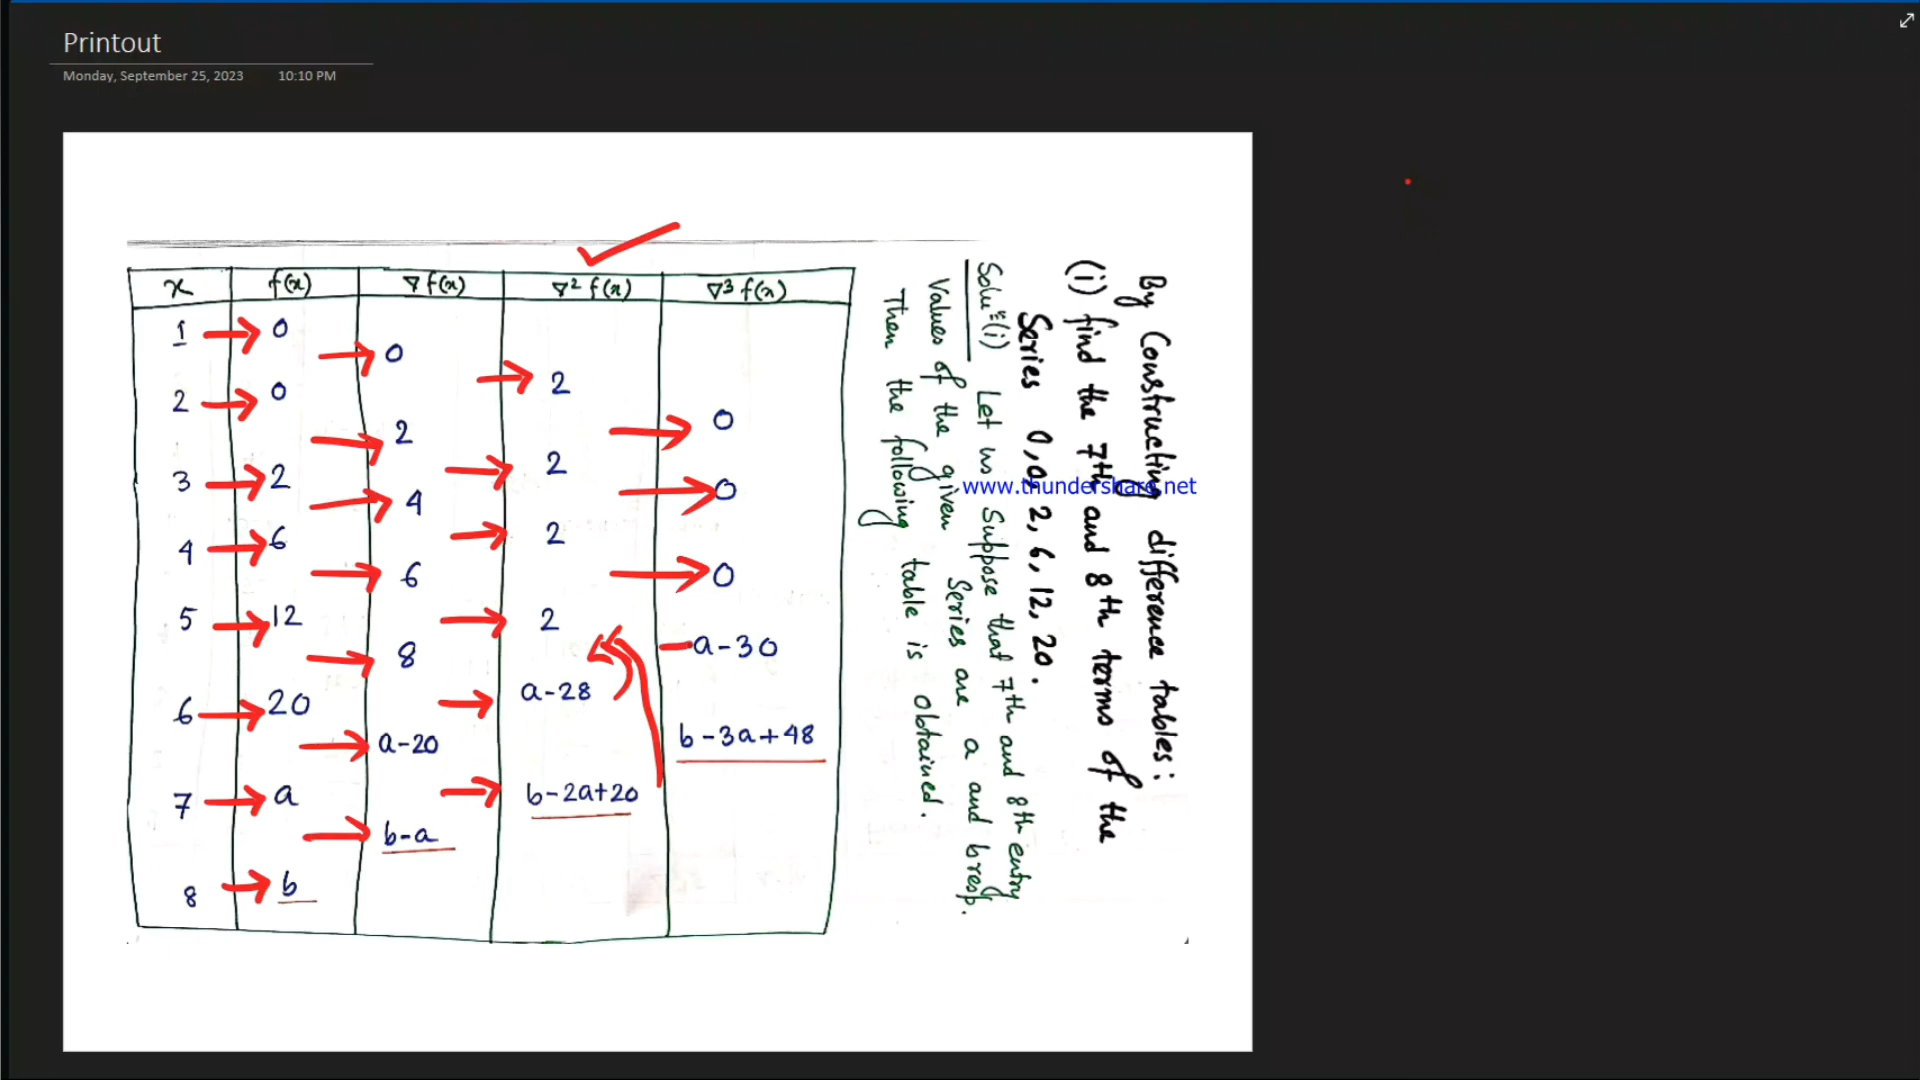 Printout
Monday, September 25, 2023 10:10 PM
By Constructing difference tables:
(i) find the 7th and 8th terms of the
Series 0, 0, 2, 6, 12, 20.
Soluⁿ(i) Let us Suppose that 7th and 8th entry
Values of the given Series are a and b resp.
Then the following table is obtained.
www.thundershare.net
x f(x) ∇f(x) ∇² f(x) ∇³ f(x)
1 0
0
2
2 0
0
2
2
3 2
0
4
2
4 6
0
6
2
5 12
a-30
8
a-28
6 20
b-3a+48
a-20
b-2a+20
7 a
b-a
8 b